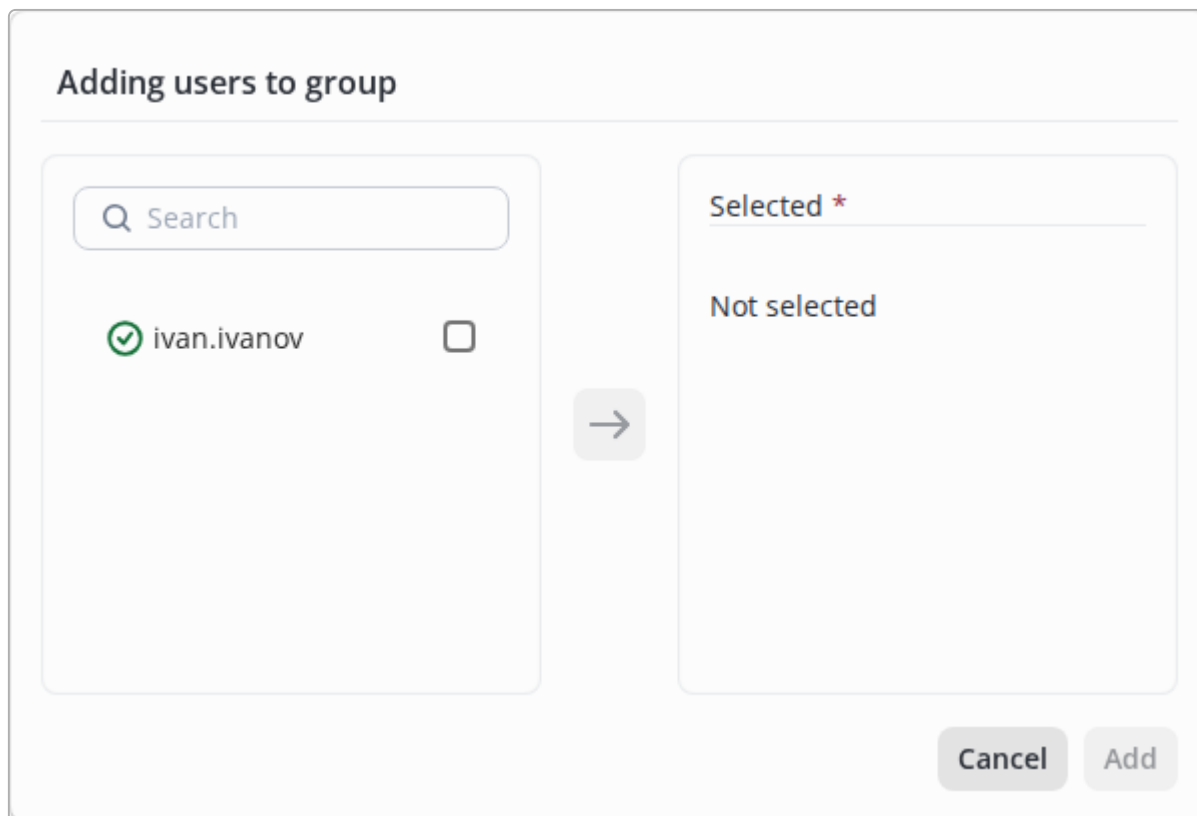 Adding users to group
Search
ivan.ivanov
Selected *
Not selected
Cancel
Add